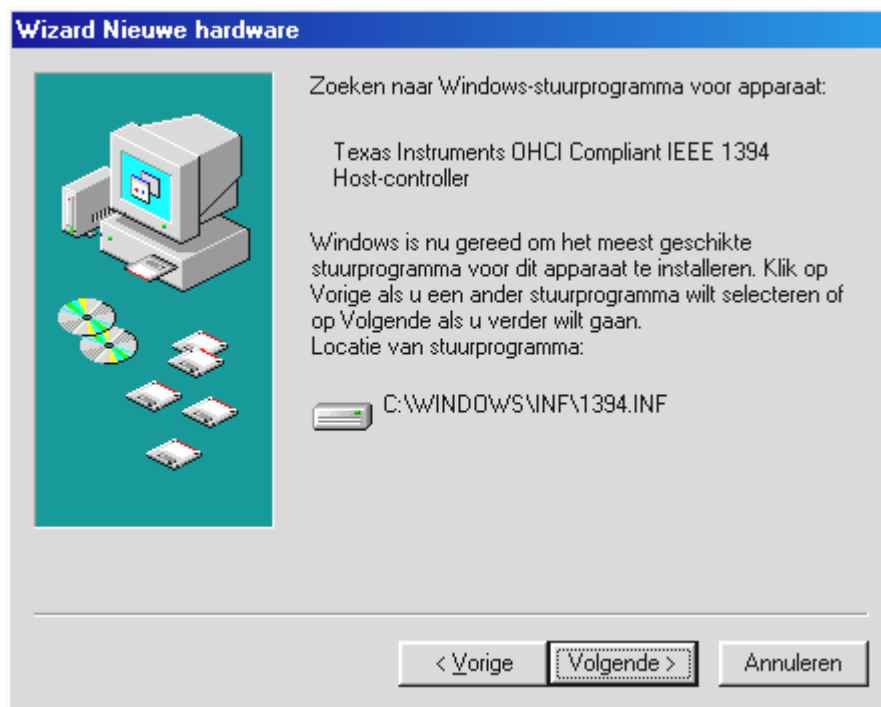 Wizard Nieuwe hardware
Zoeken naar Windows-stuurprogramma voor apparaat:
Texas Instruments OHCI Compliant IEEE 1394
Host-controller
Windows is nu gereed om het meest geschikte
stuurprogramma voor dit apparaat te installeren. Klik op
Vorige als u een ander stuurprogramma wilt selecteren of
op Volgende als u verder wilt gaan.
Locatie van stuurprogramma:
C:\WINDOWS\INF\1394.INF
< Vorige
Volgende >
Annuleren